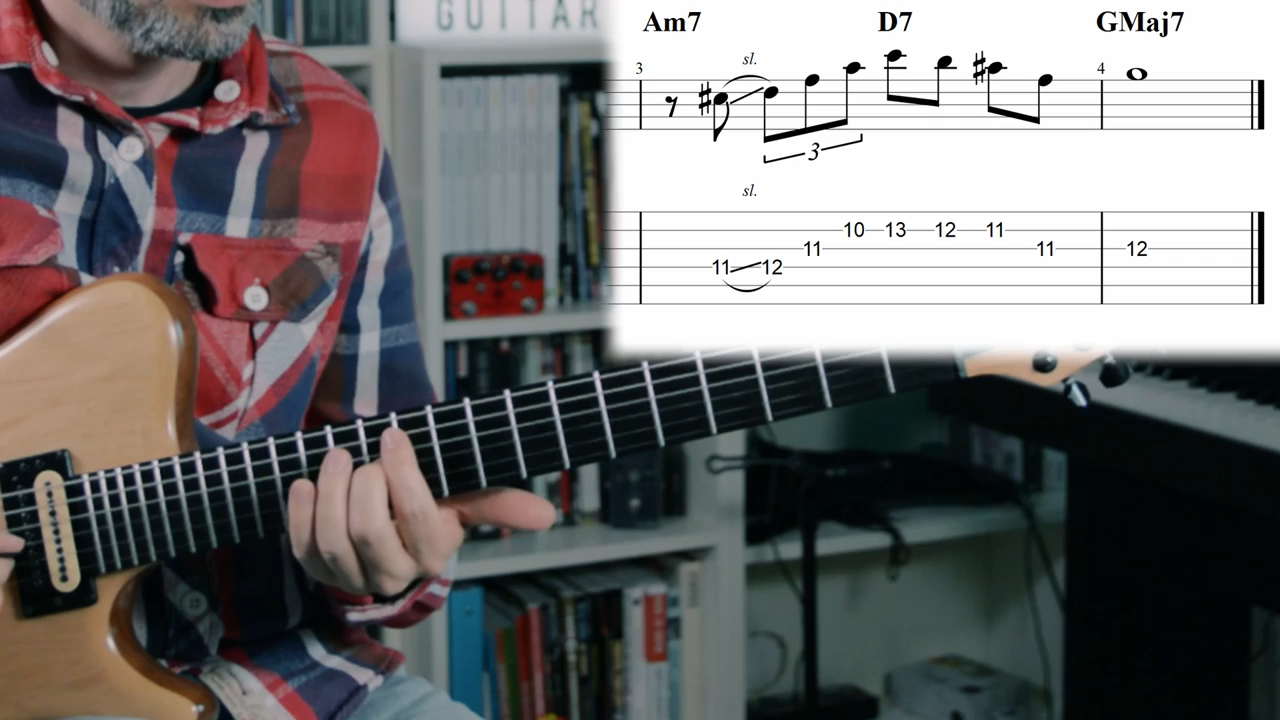 GUITAR
Am7 D7 GMaj7
3 sl. 4
3
sl.
10 13 12 11
11 11 12
11 12